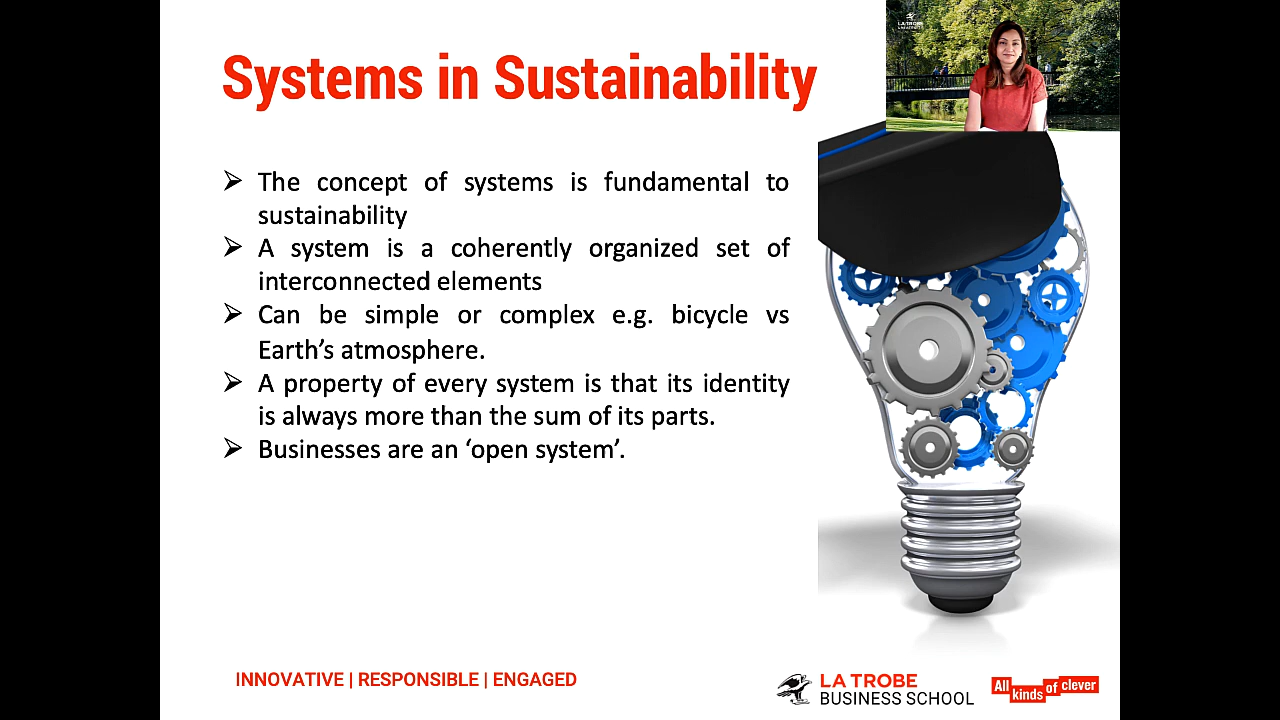 Systems in Sustainability
LA TROBE
UNIVERSITY
➢ The concept of systems is fundamental to
sustainability
➢ A system is a coherently organized set of
interconnected elements
➢ Can be simple or complex e.g. bicycle vs
Earth’s atmosphere.
➢ A property of every system is that its identity
is always more than the sum of its parts.
➢ Businesses are an ‘open system’.
INNOVATIVE | RESPONSIBLE | ENGAGED
LA TROBE
BUSINESS SCHOOL
All kinds of clever